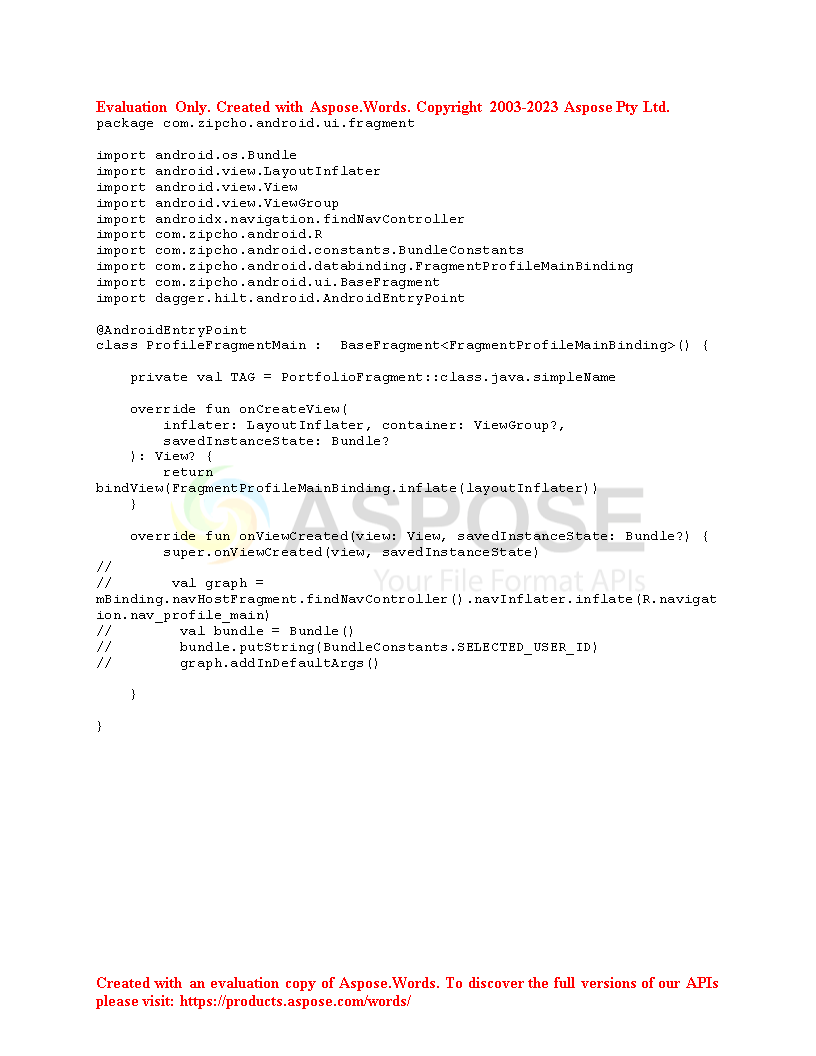 Evaluation Only. Created with Aspose.Words. Copyright 2003-2023 Aspose Pty Ltd.
package com.zipcho.android.ui.fragment

import android.os.Bundle
import android.view.LayoutInflater
import android.view.View
import android.view.ViewGroup
import androidx.navigation.findNavController
import com.zipcho.android.R
import com.zipcho.android.constants.BundleConstants
import com.zipcho.android.databinding.FragmentProfileMainBinding
import com.zipcho.android.ui.BaseFragment
import dagger.hilt.android.AndroidEntryPoint

@AndroidEntryPoint
class ProfileFragmentMain :  BaseFragment<FragmentProfileMainBinding>() {

    private val TAG = PortfolioFragment::class.java.simpleName

    override fun onCreateView(
        inflater: LayoutInflater, container: ViewGroup?,
        savedInstanceState: Bundle?
    ): View? {
        return
bindView(FragmentProfileMainBinding.inflate(layoutInflater))
    }

    override fun onViewCreated(view: View, savedInstanceState: Bundle?) {
        super.onViewCreated(view, savedInstanceState)
//
//       val graph =
mBinding.navHostFragment.findNavController().navInflater.inflate(R.navigat
ion.nav_profile_main)
//        val bundle = Bundle()
//        bundle.putString(BundleConstants.SELECTED_USER_ID)
//        graph.addInDefaultArgs()

    }

}
ASPOSE
Your File Format APIs
Created with an evaluation copy of Aspose.Words. To discover the full versions of our APIs
please visit: https://products.aspose.com/words/